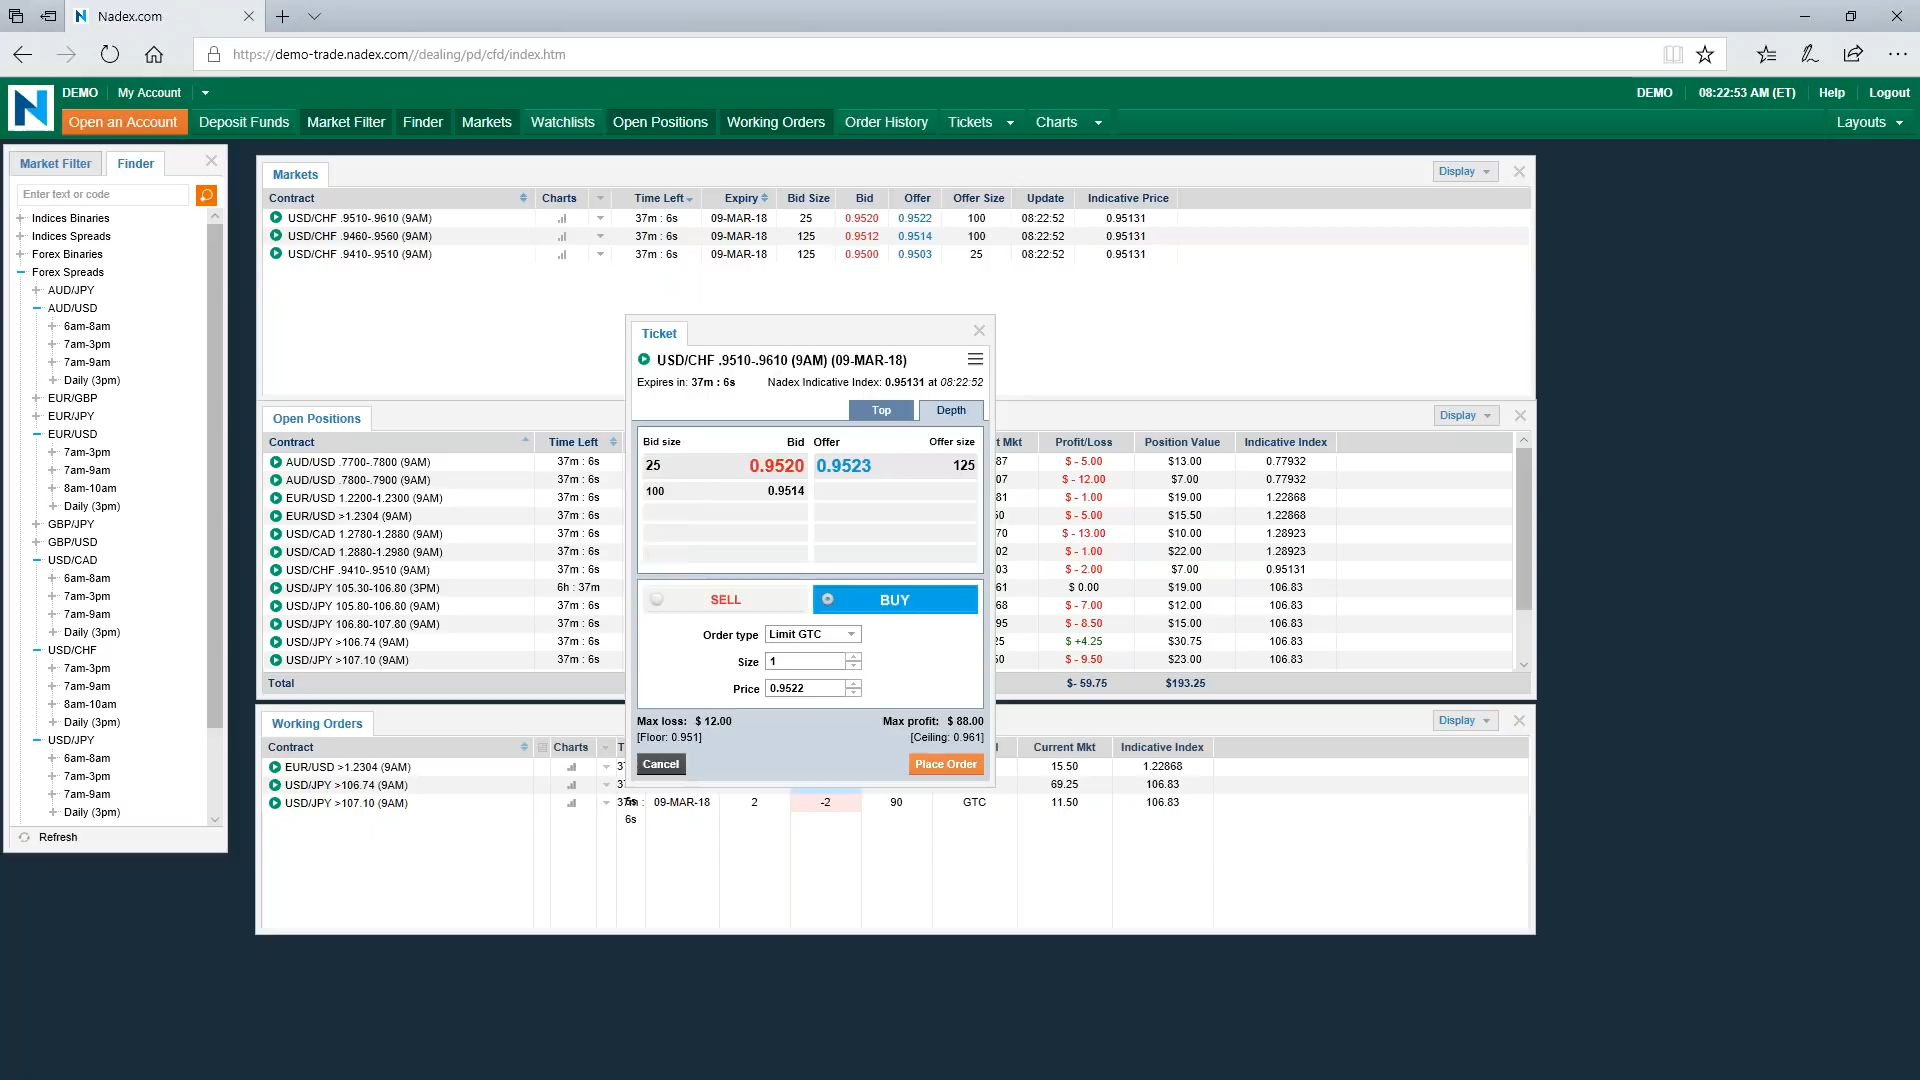 Nadex.com
https://demo-trade.nadex.com//dealing/pd/cfd/index.htm
N DEMO My Account DEMO 08:22:53 AM (ET) Help Logout
Open an Account Deposit Funds Market Filter Finder Markets Watchlists Open Positions Working Orders Order History Tickets Charts Layouts
Market Filter Finder
Enter text or code
Indices Binaries
Indices Spreads
Forex Binaries
Forex Spreads
AUD/JPY
AUD/USD
6am-8am
7am-3pm
7am-9am
Daily (3pm)
EUR/GBP
EUR/JPY
EUR/USD
7am-3pm
7am-9am
8am-10am
Daily (3pm)
GBP/JPY
GBP/USD
USD/CAD
6am-8am
7am-3pm
7am-9am
Daily (3pm)
USD/CHF
7am-3pm
7am-9am
8am-10am
Daily (3pm)
USD/JPY
6am-8am
7am-3pm
7am-9am
Daily (3pm)
Refresh
Markets Display
Contract Charts Time Left Expiry Bid Size Bid Offer Offer Size Update Indicative Price
USD/CHF .9510-.9610 (9AM) 37m : 6s 09-MAR-18 25 0.9520 0.9522 100 08:22:52 0.95131
USD/CHF .9460-.9560 (9AM) 37m : 6s 09-MAR-18 125 0.9512 0.9514 100 08:22:52 0.95131
USD/CHF .9410-.9510 (9AM) 37m : 6s 09-MAR-18 125 0.9500 0.9503 25 08:22:52 0.95131
Ticket
USD/CHF .9510-.9610 (9AM) (09-MAR-18)
Expires in: 37m : 6s Nadex Indicative Index: 0.95131 at 08:22:52
Top Depth
Bid size Bid Offer Offer size
25 0.9520 0.9523 125
100 0.9514
SELL BUY
Order type Limit GTC
Size 1
Price 0.9522
Max loss: $ 12.00 Max profit: $ 88.00
[Floor: 0.951] [Ceiling: 0.961]
Cancel Place Order
Open Positions Display
Contract Time Left t Mkt Profit/Loss Position Value Indicative Index
AUD/USD .7700-.7800 (9AM) 37m : 6s 87 $ - 5.00 $13.00 0.77932
AUD/USD .7800-.7900 (9AM) 37m : 6s 07 $ - 12.00 $7.00 0.77932
EUR/USD 1.2200-1.2300 (9AM) 37m : 6s 81 $ - 1.00 $19.00 1.22868
EUR/USD >1.2304 (9AM) 37m : 6s 50 $ - 5.00 $15.50 1.22868
USD/CAD 1.2780-1.2880 (9AM) 37m : 6s 70 $ - 13.00 $10.00 1.28923
USD/CAD 1.2880-1.2980 (9AM) 37m : 6s 02 $ - 1.00 $22.00 1.28923
USD/CHF .9410-.9510 (9AM) 37m : 6s 03 $ - 2.00 $7.00 0.95131
USD/JPY 105.30-106.80 (3PM) 6h : 37m 61 $ 0.00 $19.00 106.83
USD/JPY 105.80-106.80 (9AM) 37m : 6s 68 $ - 7.00 $12.00 106.83
USD/JPY 106.80-107.80 (9AM) 37m : 6s 95 $ - 8.50 $15.00 106.83
USD/JPY >106.74 (9AM) 37m : 6s 25 $ +4.25 $30.75 106.83
USD/JPY >107.10 (9AM) 37m : 6s 50 $ - 9.50 $23.00 106.83
Total $- 59.75 $193.25
Working Orders Display
Contract Charts T Current Mkt Indicative Index
EUR/USD >1.2304 (9AM) 15.50 1.22868
USD/JPY >106.74 (9AM) 69.25 106.83
USD/JPY >107.10 (9AM) 37m : 09-MAR-18 2 -2 90 GTC 11.50 106.83
6s